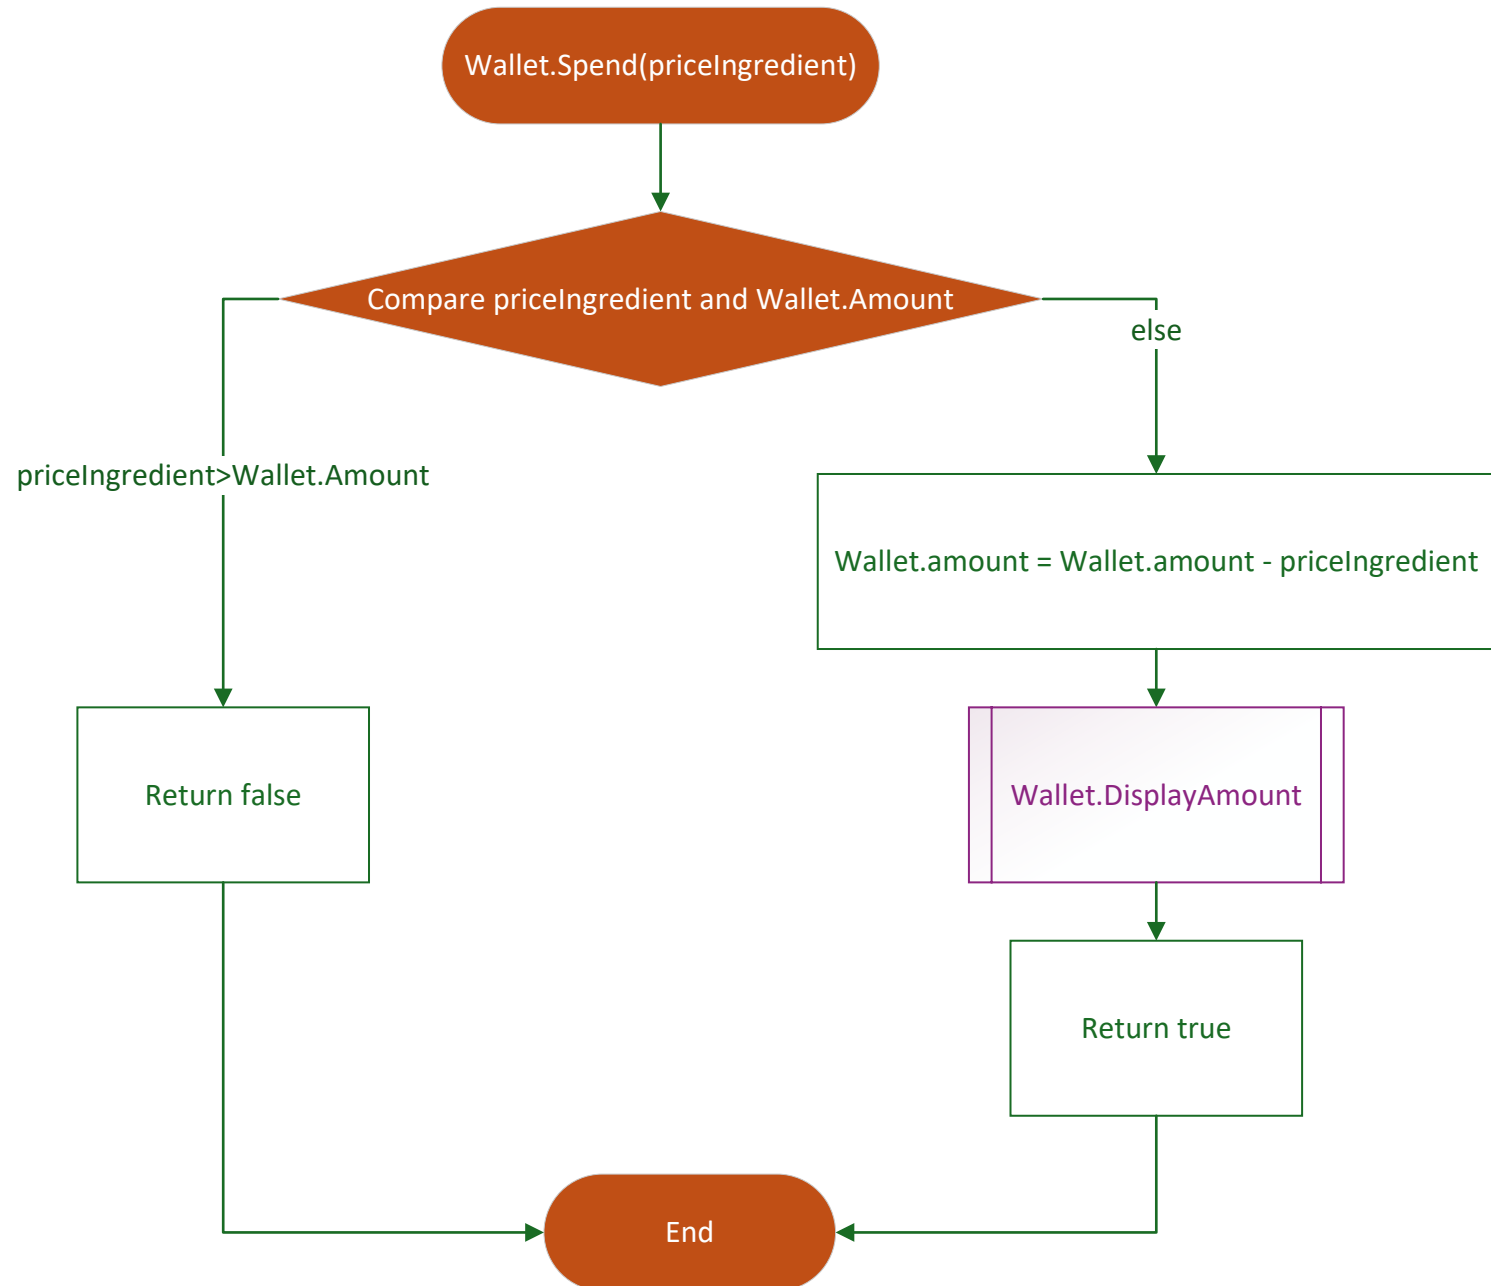 Wallet.Spend(priceIngredient)
Compare priceIngredient and Wallet.Amount
else
priceIngredient>Wallet.Amount
Wallet.amount = Wallet.amount - priceIngredient
Return false
Wallet.DisplayAmount
Return true
End